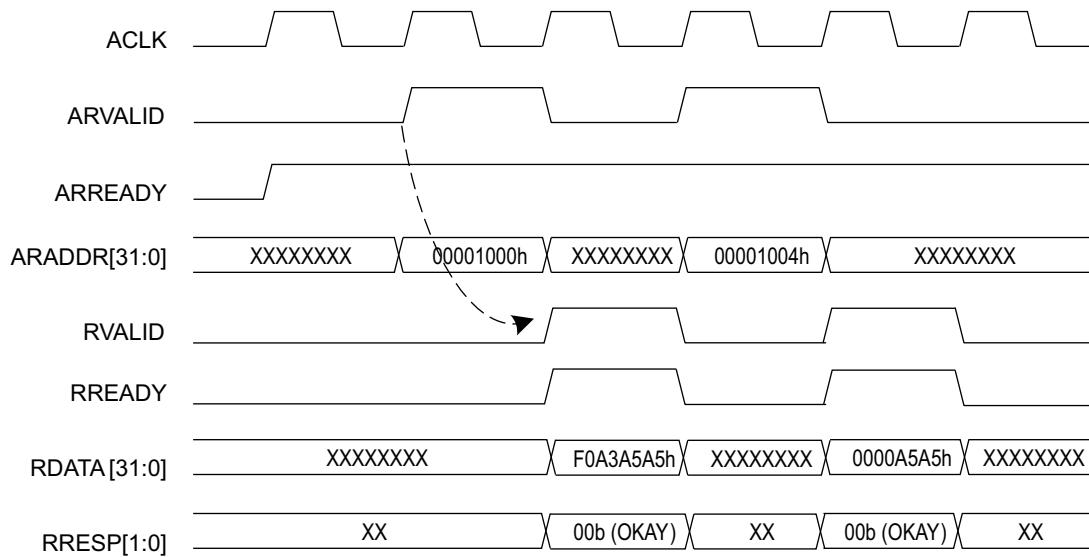 ACLK
ARVALID
ARREADY
ARADDR[31:0] XXXXXXXX 00001000h XXXXXXXX 00001004h XXXXXXXX
RVALID
RREADY
RDATA [31:0] XXXXXXXX F0A3A5A5h XXXXXXXX 0000A5A5h XXXXXXXX
RRESP[1:0] XX 00b (OKAY) XX 00b (OKAY) XX